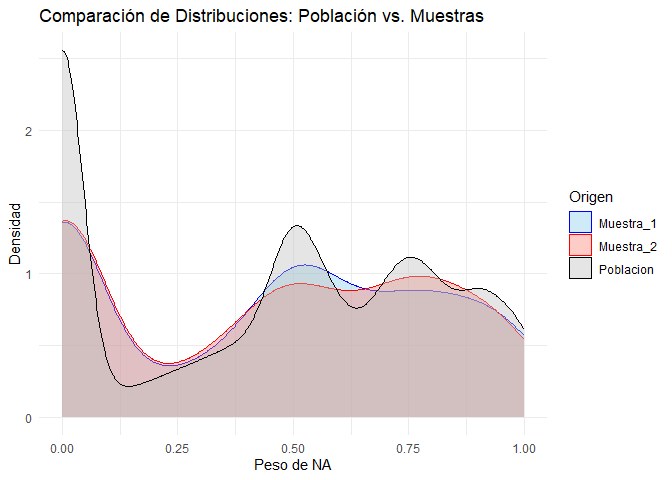 Comparación de Distribuciones: Población vs. Muestras
Densidad
2
1
0
0.00 0.25 0.50 0.75 1.00
Peso de NA
Origen
Muestra_1
Muestra_2
Poblacion